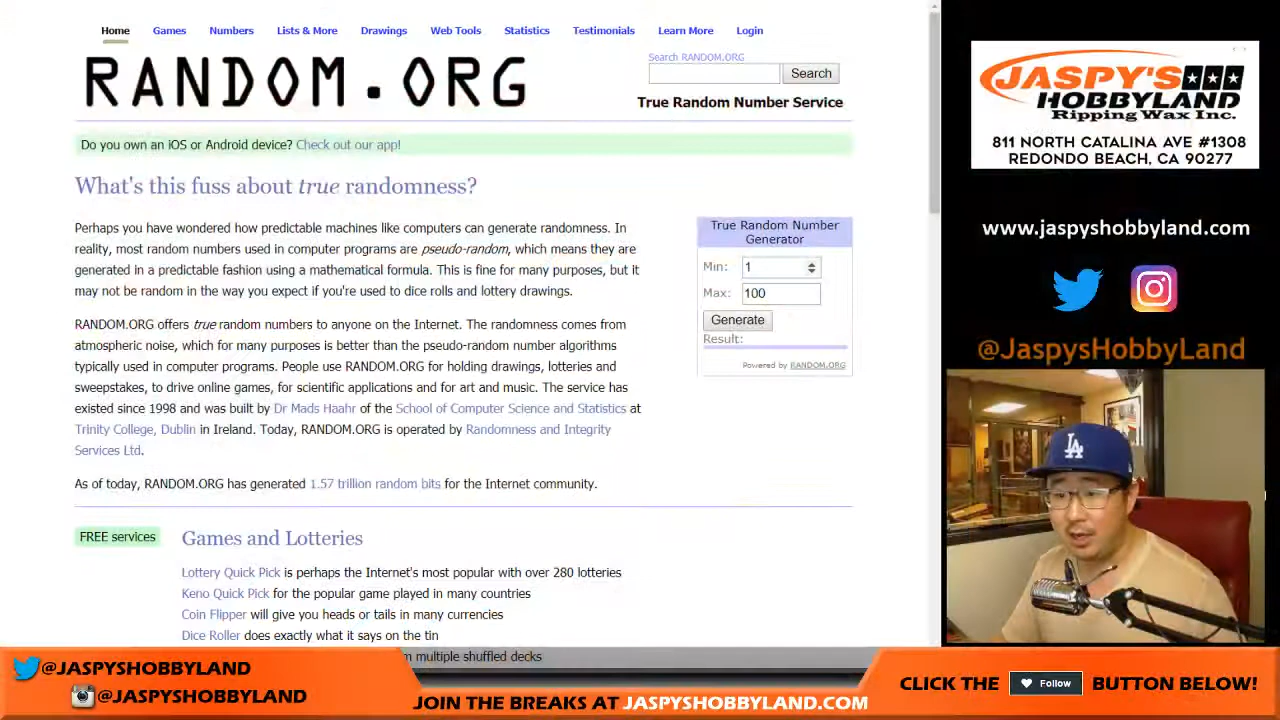 Home Games Numbers Lists & More Drawings Web Tools Statistics Testimonials Learn More Login
RANDOM.ORG
Search RANDOM.ORG
Search
True Random Number Service
Do you own an iOS or Android device? Check out our app!
What's this fuss about true randomness?
Perhaps you have wondered how predictable machines like computers can generate randomness. In
reality, most random numbers used in computer programs are pseudo-random, which means they are
generated in a predictable fashion using a mathematical formula. This is fine for many purposes, but it
may not be random in the way you expect if you're used to dice rolls and lottery drawings.
RANDOM.ORG offers true random numbers to anyone on the Internet. The randomness comes from
atmospheric noise, which for many purposes is better than the pseudo-random number algorithms
typically used in computer programs. People use RANDOM.ORG for holding drawings, lotteries and
sweepstakes, to drive online games, for scientific applications and for art and music. The service has
existed since 1998 and was built by Dr Mads Haahr of the School of Computer Science and Statistics at
Trinity College, Dublin in Ireland. Today, RANDOM.ORG is operated by Randomness and Integrity
Services Ltd.
As of today, RANDOM.ORG has generated 1.57 trillion random bits for the Internet community.
True Random Number
Generator
Min: 1
Max: 100
Generate
Result:
Powered by RANDOM.ORG
FREE services
Games and Lotteries
Lottery Quick Pick is perhaps the Internet's most popular with over 280 lotteries
Keno Quick Pick for the popular game played in many countries
Coin Flipper will give you heads or tails in many currencies
Dice Roller does exactly what it says on the tin
m multiple shuffled decks
JASPY'S
HOBBYLAND
Ripping Wax Inc.
811 NORTH CATALINA AVE #1308
REDONDO BEACH, CA 90277
www.jaspyshobbyland.com
@JaspysHobbyLand
LA
@JASPYSHOBBYLAND
@JASPYSHOBBYLAND
JOIN THE BREAKS AT JASPYSHOBBYLAND.COM
CLICK THE Follow BUTTON BELOW!